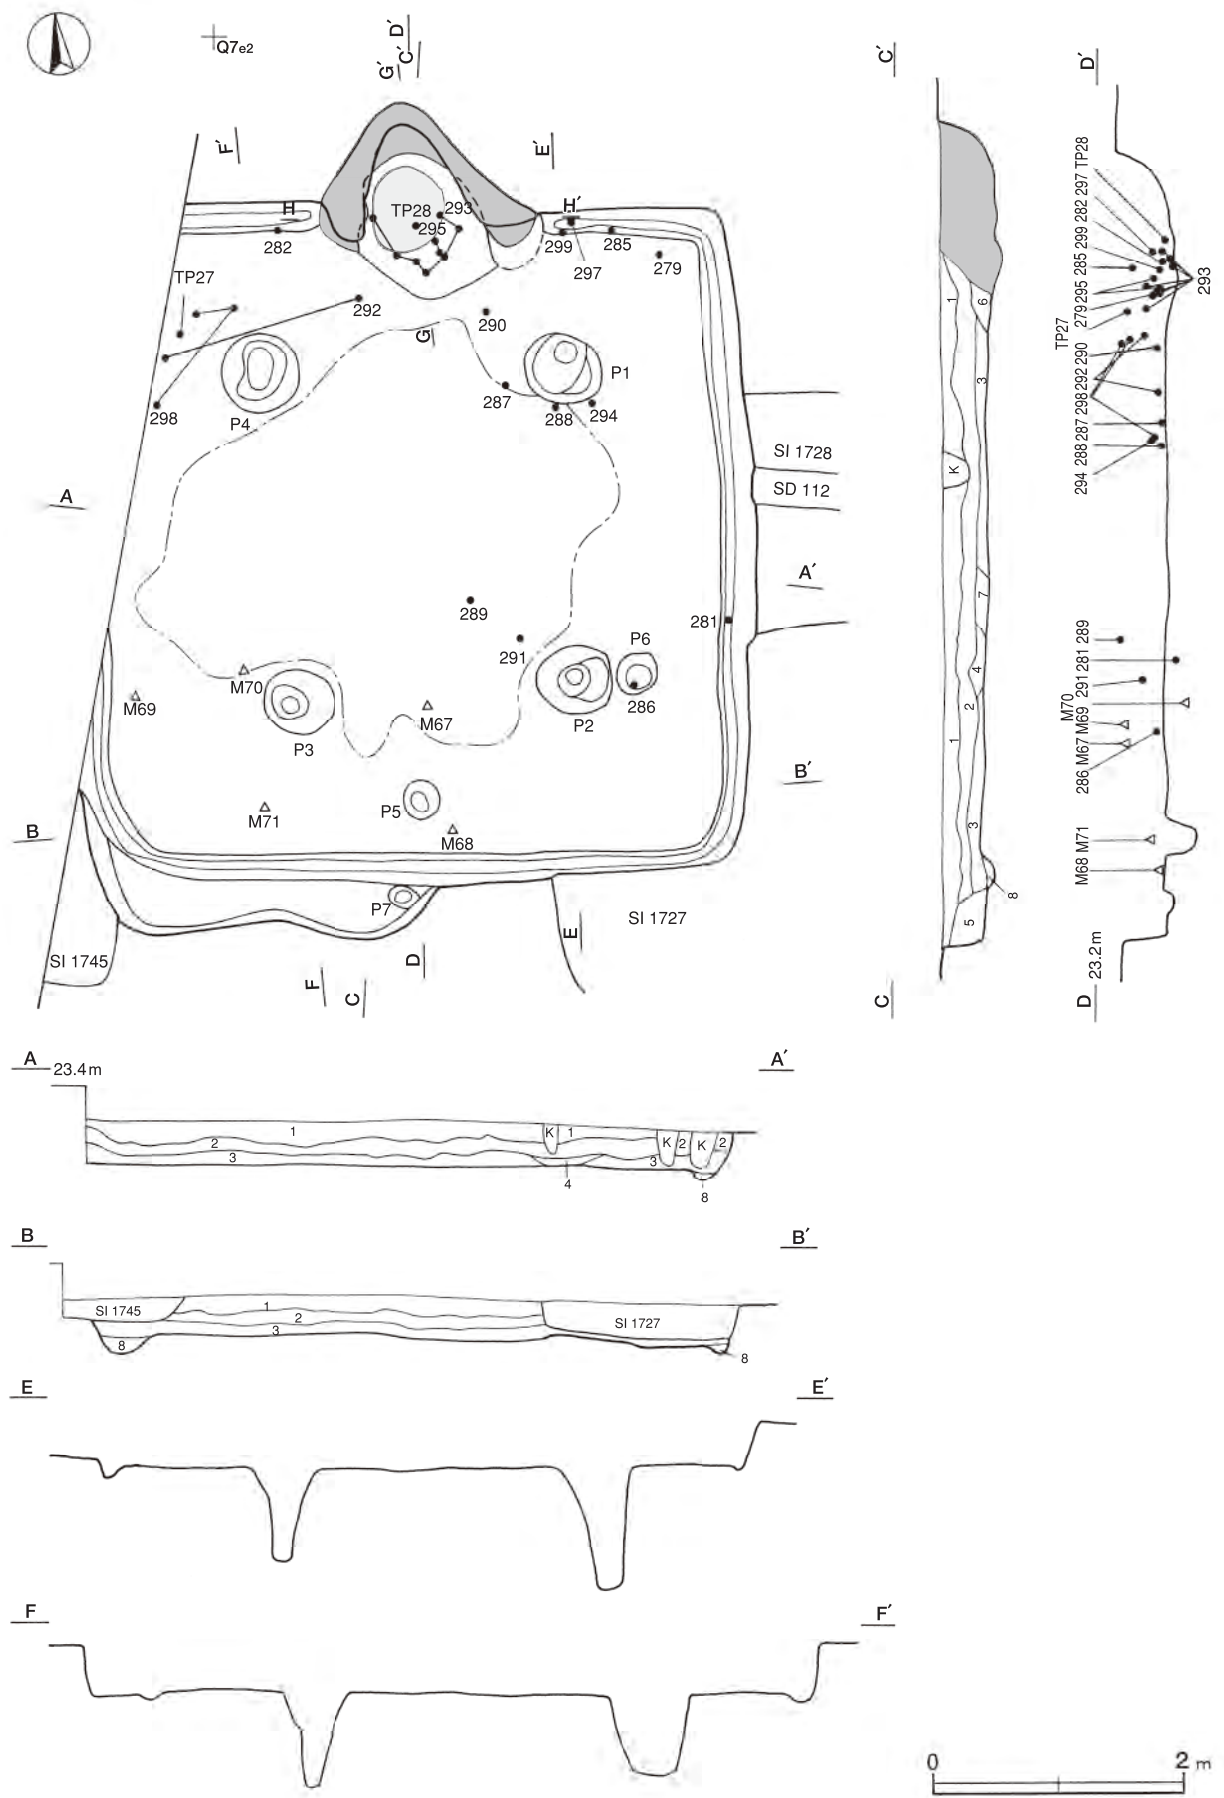 Q7e2
D′
C′
G′
F′
E′
H
H′
TP28
293
295
282
299
285
297
279
TP27
292
290
G
P1
287
288
294
298
P4
A
SI 1728
SD 112
A′
289
281
291
P6
M70
M69
M67
286
P2
P3
B′
P5
M71
M68
B
P7
SI 1727
E
SI 1745
D
F
C
C′
1
6
3
K
7
4
2
1
3
8
5
C
D′
TP28
297
282
299
285
295
279
TP27
290
292
298
287
288
294
293
289
281
291
M70
M69
M67
286
M71
M68
23.2m
D
A 23.4m A′
1 K 1 K 2 K 2
2
3 3
4 8
B B′
SI 1745 1 SI 1727
2
3
8 8
E E′
F F′
0 2 m